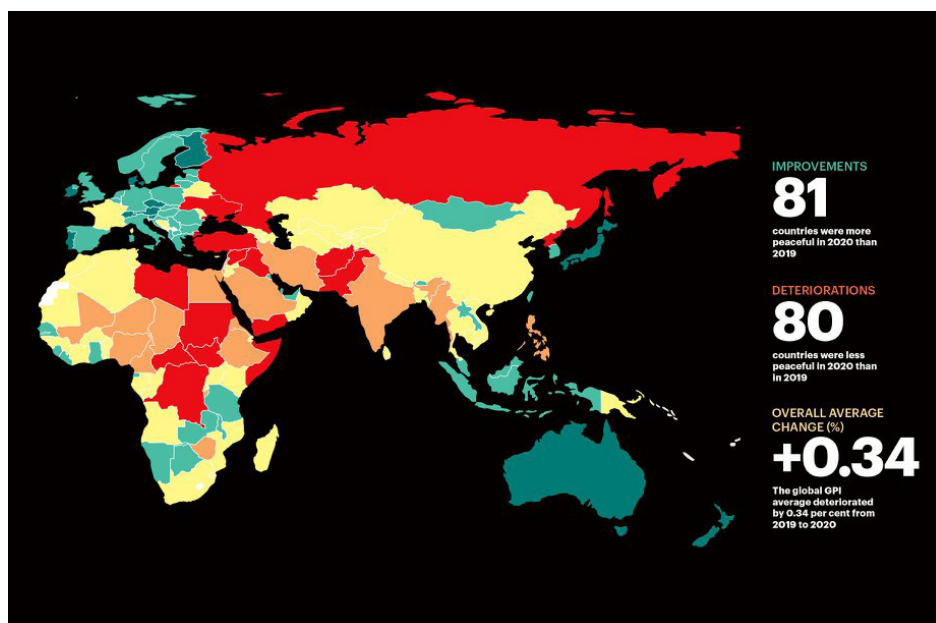 IMPROVEMENTS
81
countries were more
peaceful in 2020 than
2019
DETERIORATIONS
80
countries were less
peaceful in 2020 than
in 2019
OVERALL AVERAGE
CHANGE (%)
+0.34
The global GPI
average deteriorated
by 0.34 per cent from
2019 to 2020